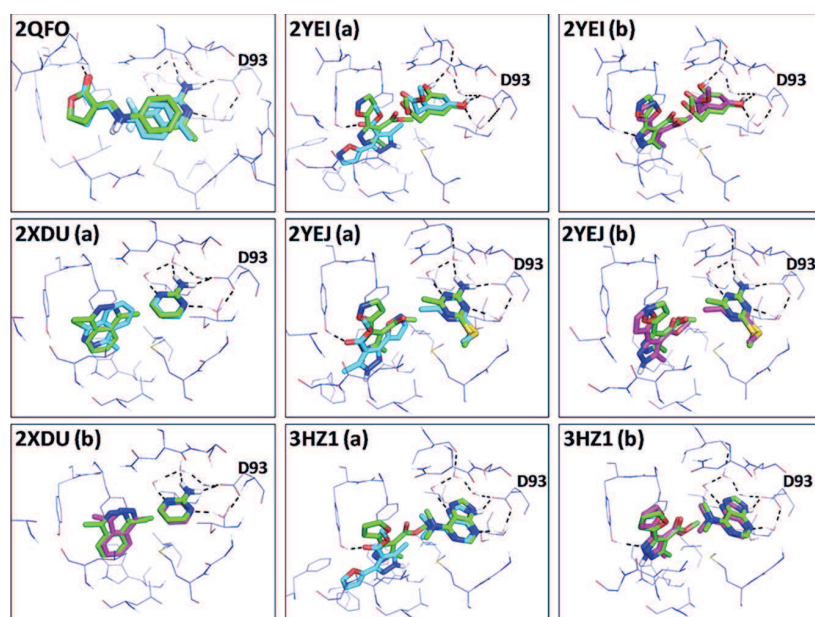 2QFO
D93
2YEI (a)
D93
2YEI (b)
D93
2XDU (a)
D93
2YEJ (a)
D93
2YEJ (b)
D93
2XDU (b)
D93
3HZ1 (a)
D93
3HZ1 (b)
D93